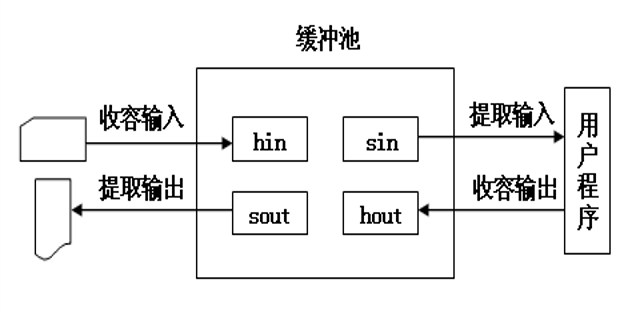 缓冲池
收容输入
提取输入
hin
sin
用户程序
提取输出
收容输出
sout
hout